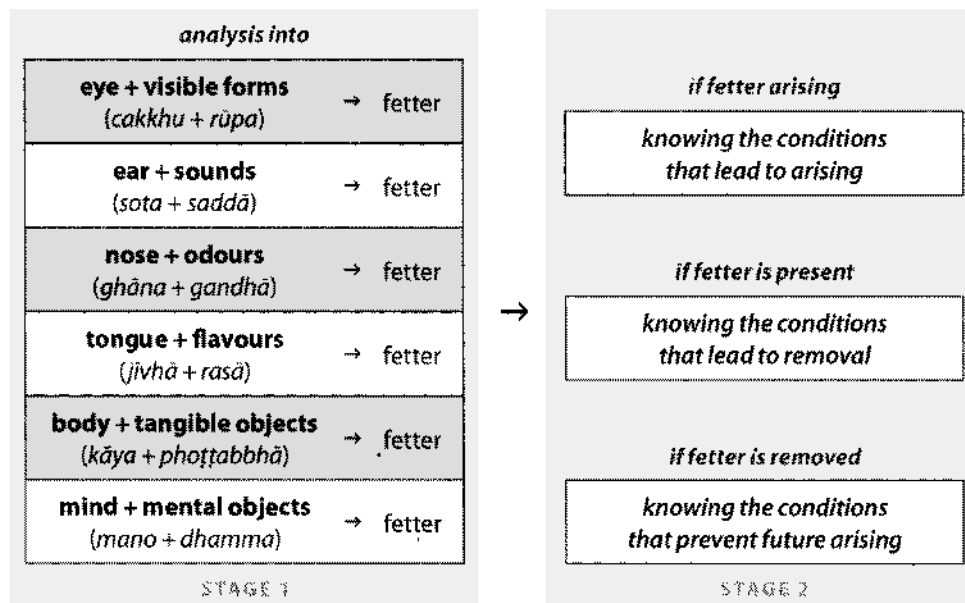 analysis into
eye + visible forms
(cakkhu + rūpa)
→ fetter
ear + sounds
(sota + saddā)
→ fetter
nose + odours
(ghāna + gandhā)
→ fetter
tongue + flavours
(jivhā + rasā)
→ fetter
body + tangible objects
(kāya + phoṭṭabbhā)
→ fetter
mind + mental objects
(mano + dhamma)
→ fetter
STAGE 1
→
if fetter arising
knowing the conditions
that lead to arising
if fetter is present
knowing the conditions
that lead to removal
if fetter is removed
knowing the conditions
that prevent future arising
STAGE 2